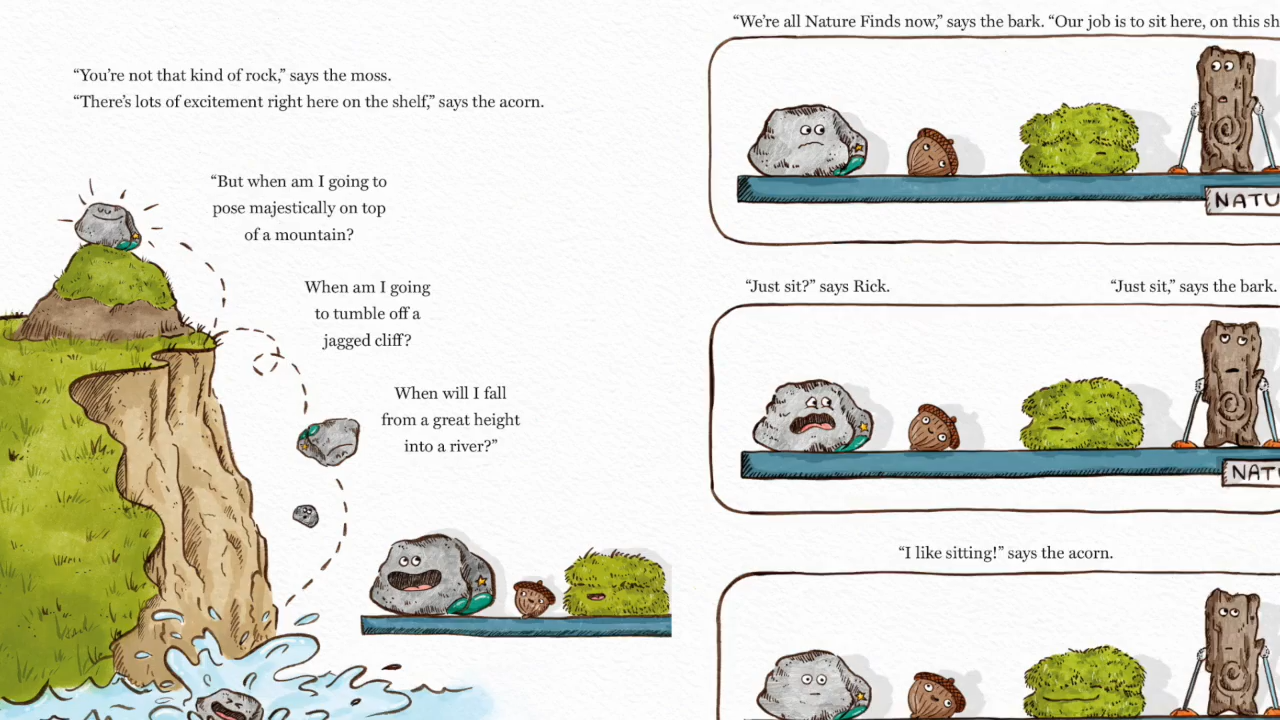 “You’re not that kind of rock,” says the moss.
“There’s lots of excitement right here on the shelf,” says the acorn.
“But when am I going to
pose majestically on top
of a mountain?
When am I going
to tumble off a
jagged cliff?
When will I fall
from a great height
into a river?”
“We’re all Nature Finds now,” says the bark. “Our job is to sit here, on this
“Just sit?” says Rick.
“Just sit,” says the bark.
“I like sitting!” says the acorn.